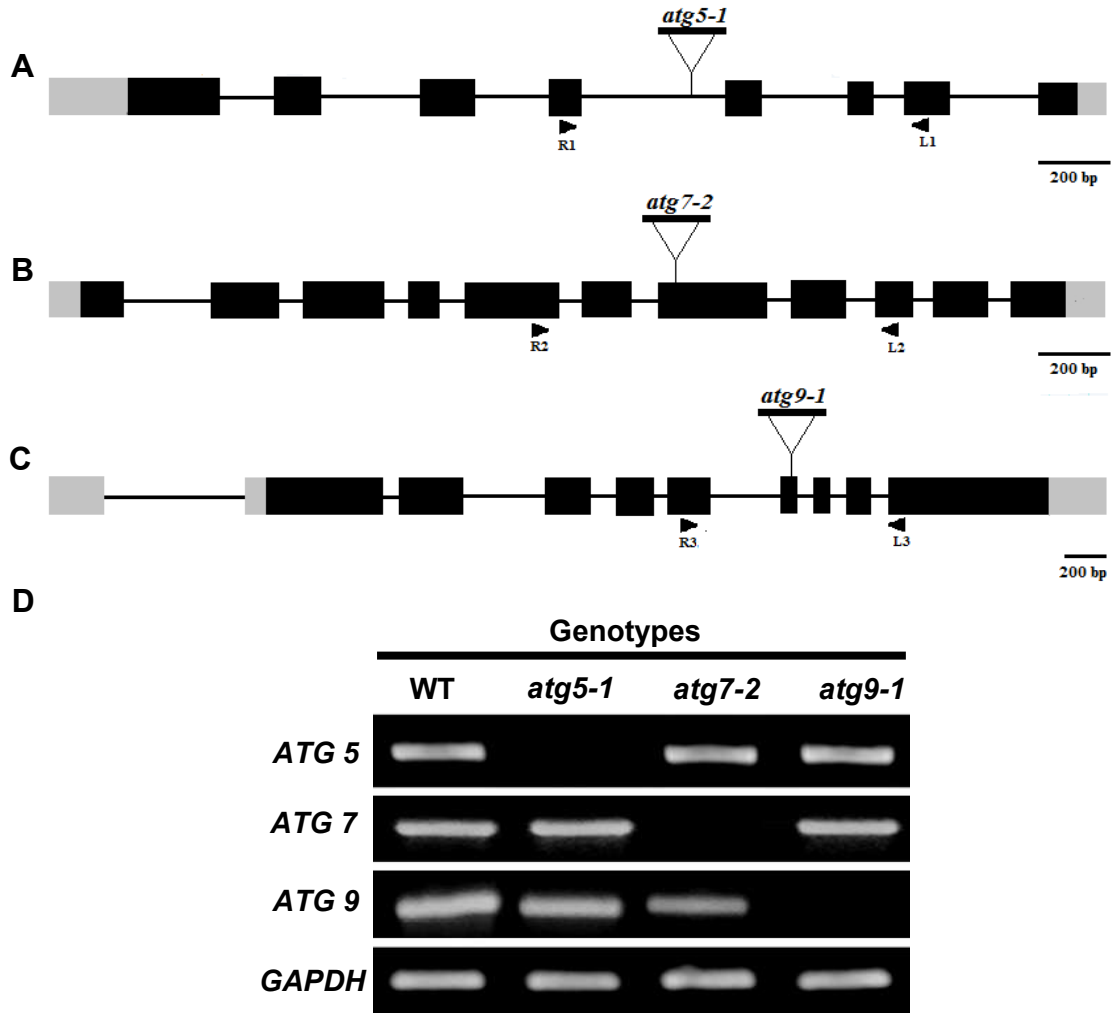 atg5-1
A
R1
L1
200 bp
atg7-2
B
R2
L2
200 bp
atg9-1
C
R3.
L3
200 bp
D
Genotypes
WT atg5-1 atg7-2 atg9-1
ATG 5
ATG 7
ATG 9
GAPDH